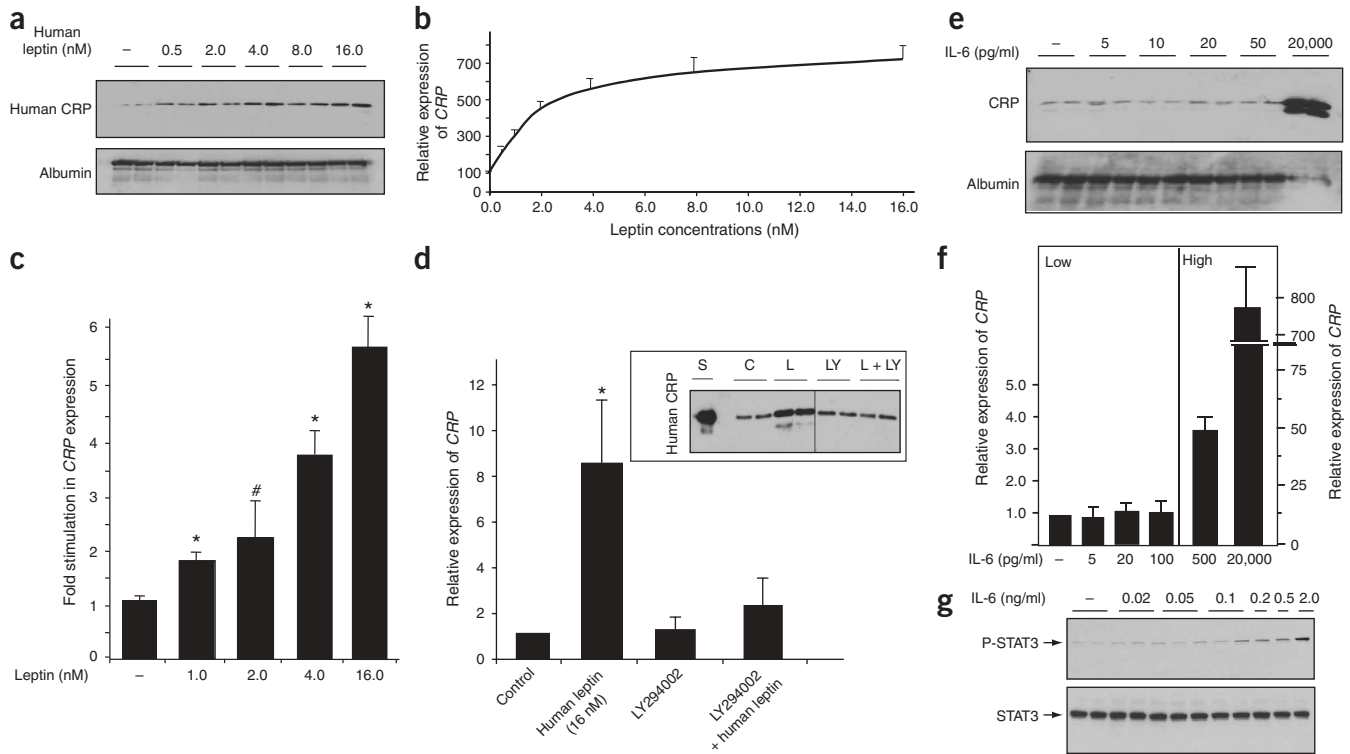 a
Human
leptin (nM)
– 0.5 2.0 4.0 8.0 16.0
Human CRP
Albumin
b
Relative expression
of CRP
700
500
300
100
0
0.0 2.0 4.0 6.0 8.0 10.0 12.0 14.0 16.0
Leptin concentrations (nM)
c
Fold stimulation in CRP expression
6
5
4
3
2
1
0
* # * *
Leptin (nM) – 1.0 2.0 4.0 16.0
d
Relative expression of CRP
12
10
8
6
4
2
0
*
Control
Human leptin
(16 nM)
LY294002
LY294002
+ human leptin
Human CRP
S C L LY L + LY
e
IL-6 (pg/ml) – 5 10 20 50 20,000
CRP
Albumin
f
Low High
Relative expression of CRP
5.0
4.0
3.0
2.0
1.0
800
700
75
50
25
0
Relative expression of CRP
IL-6 (pg/ml) – 5 20 100 500 20,000
g
IL-6 (ng/ml) – 0.02 0.05 0.1 0.2 0.5 2.0
P-STAT3
STAT3